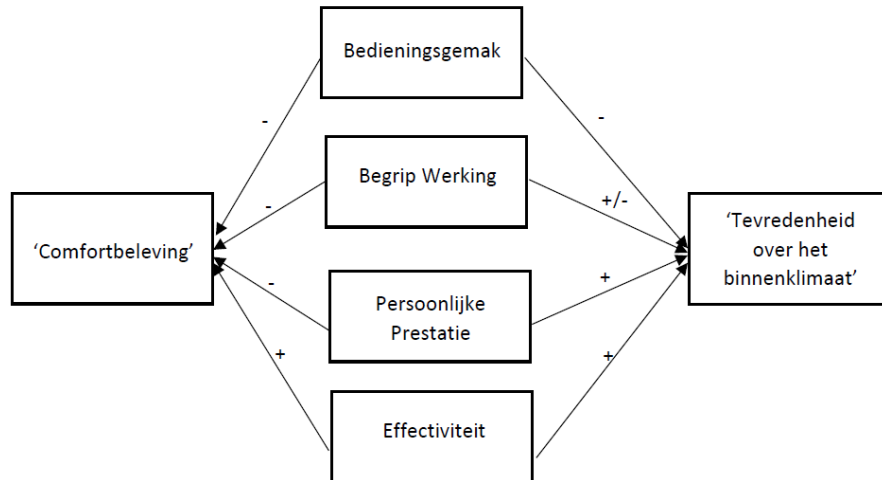 Bedieningsgemak
-
-
Begrip Werking
-
+/-
'Comfortbeleving'
'Tevredenheid
over het
binnenklimaat'
-
+
Persoonlijke
Prestatie
+
+
Effectiviteit